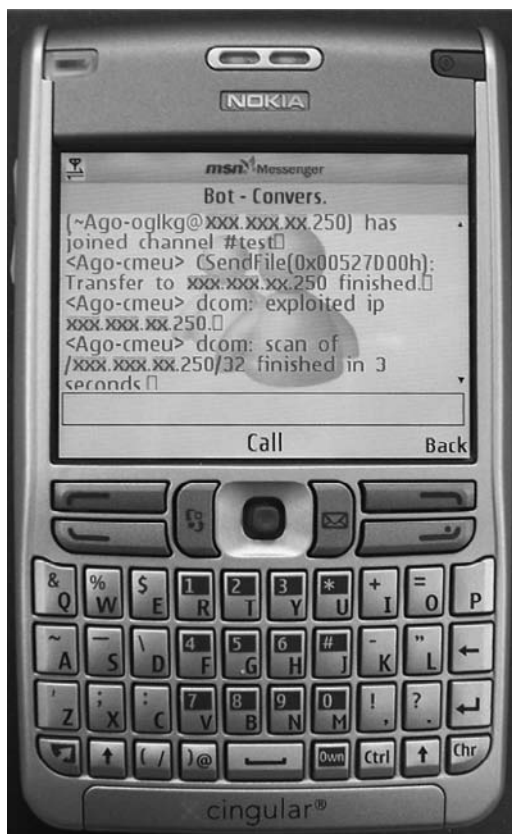 NOKIA
msn Messenger
Bot - Convers.
(~Ago-oglkg@xxx.xxx.xx.250) has
joined channel #test▯
<Ago-cmeu> CSendFile(0x00527D00h):
Transfer to xxx.xxx.xx.250 finished.▯
<Ago-cmeu> dcom: exploited ip
xxx.xxx.xx.250.▯
<Ago-cmeu> dcom: scan of
/xxx.xxx.xx.250/32 finished in 3
seconds.▯
Call
Back
& Q % W $ E 1 R 2 T 3 Y * U + I = O P
~ A – S \ D 4 F 5 .G 6 H # J - K " L ←
' Z ; X : C 7 V 8 B 9 N 0 M ! , ? . ↵
↑ ( / ) @ Own Ctrl ↑ Chr
cingular®